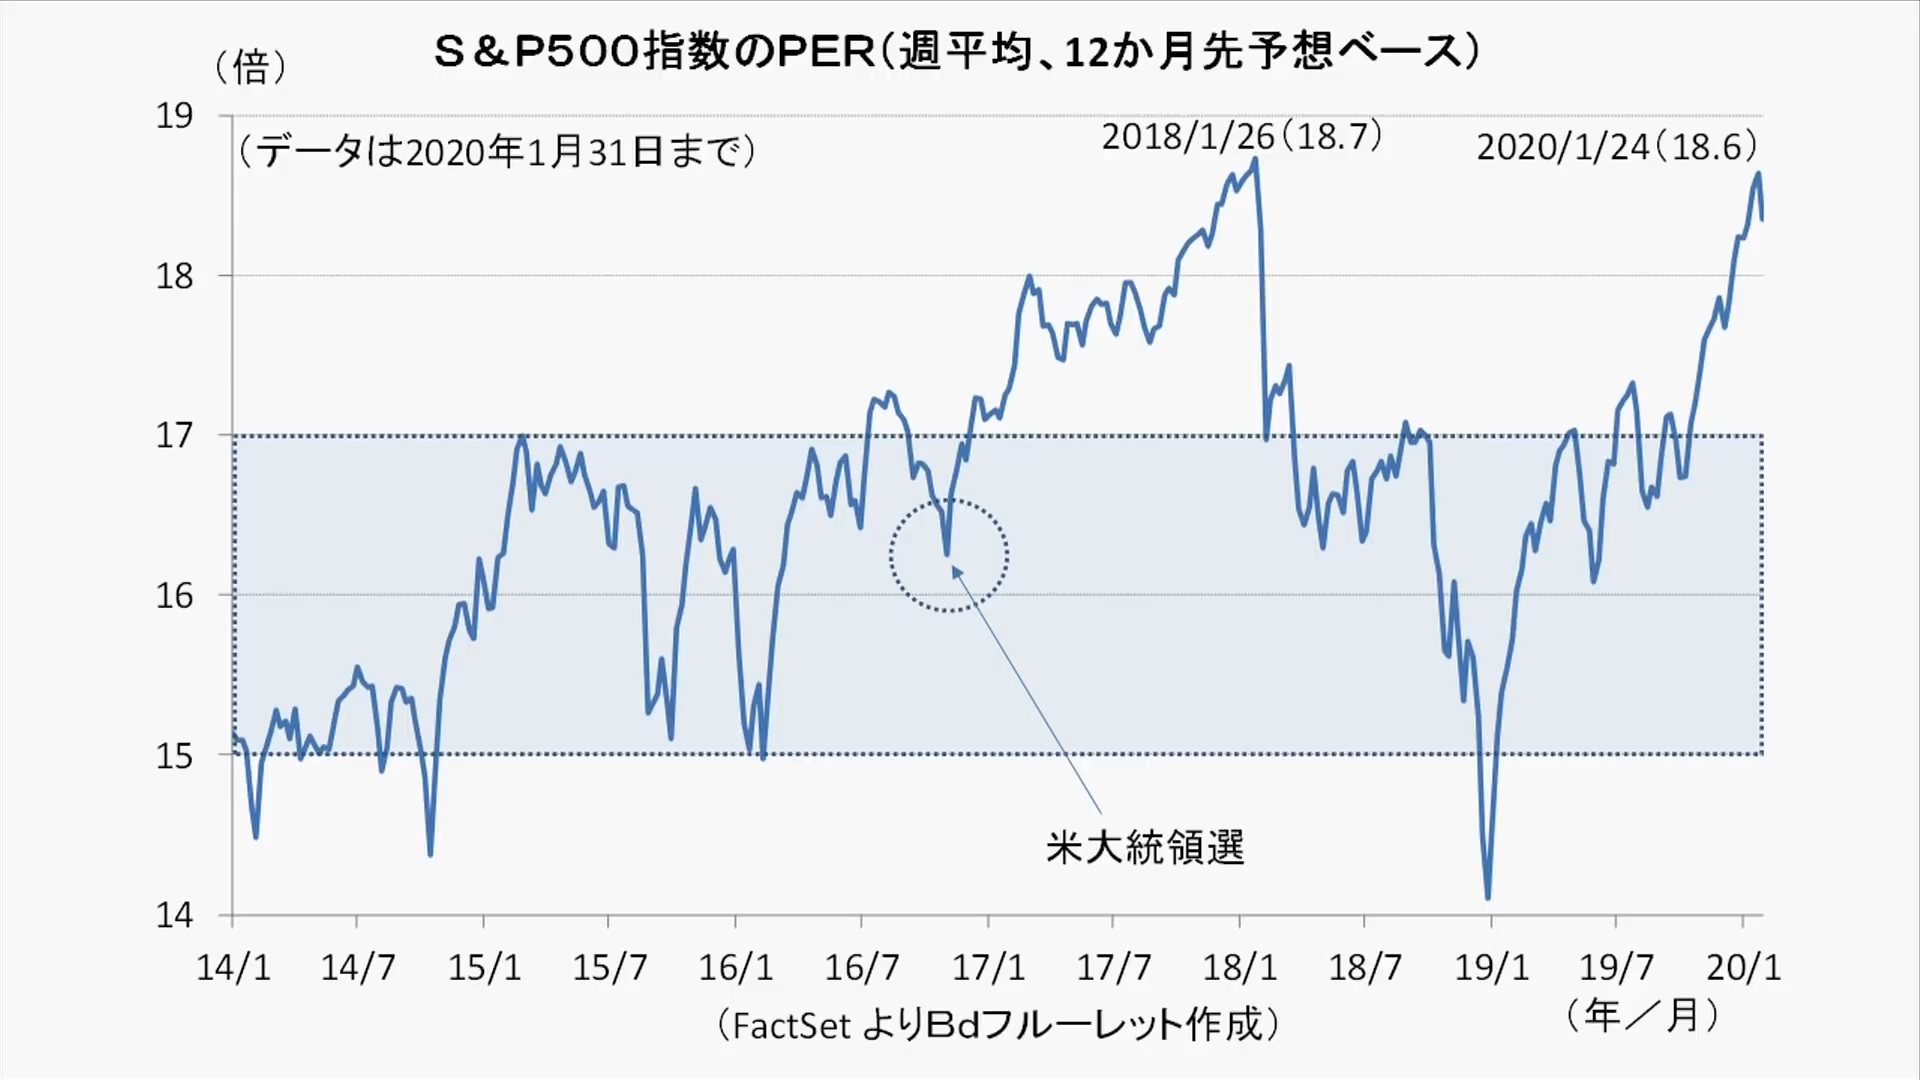 S&P500指数のPER(週平均、12か月先予想ベース)
(倍)
19
(データは2020年1月31日まで)
2018/1/26(18.7)
2020/1/24(18.6)
18
17
16
15
米大統領選
14
14/1 14/7 15/1 15/7 16/1 16/7 17/1 17/7 18/1 18/7 19/1 19/7 20/1
(FactSet よりBdフルーレット作成)
(年/月)